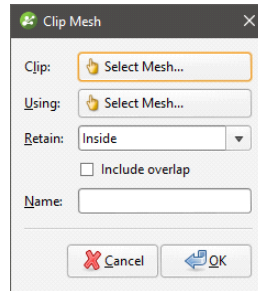 Clip Mesh
Clip: Select Mesh...
Using: Select Mesh...
Retain: Inside
Include overlap
Name:
Cancel OK